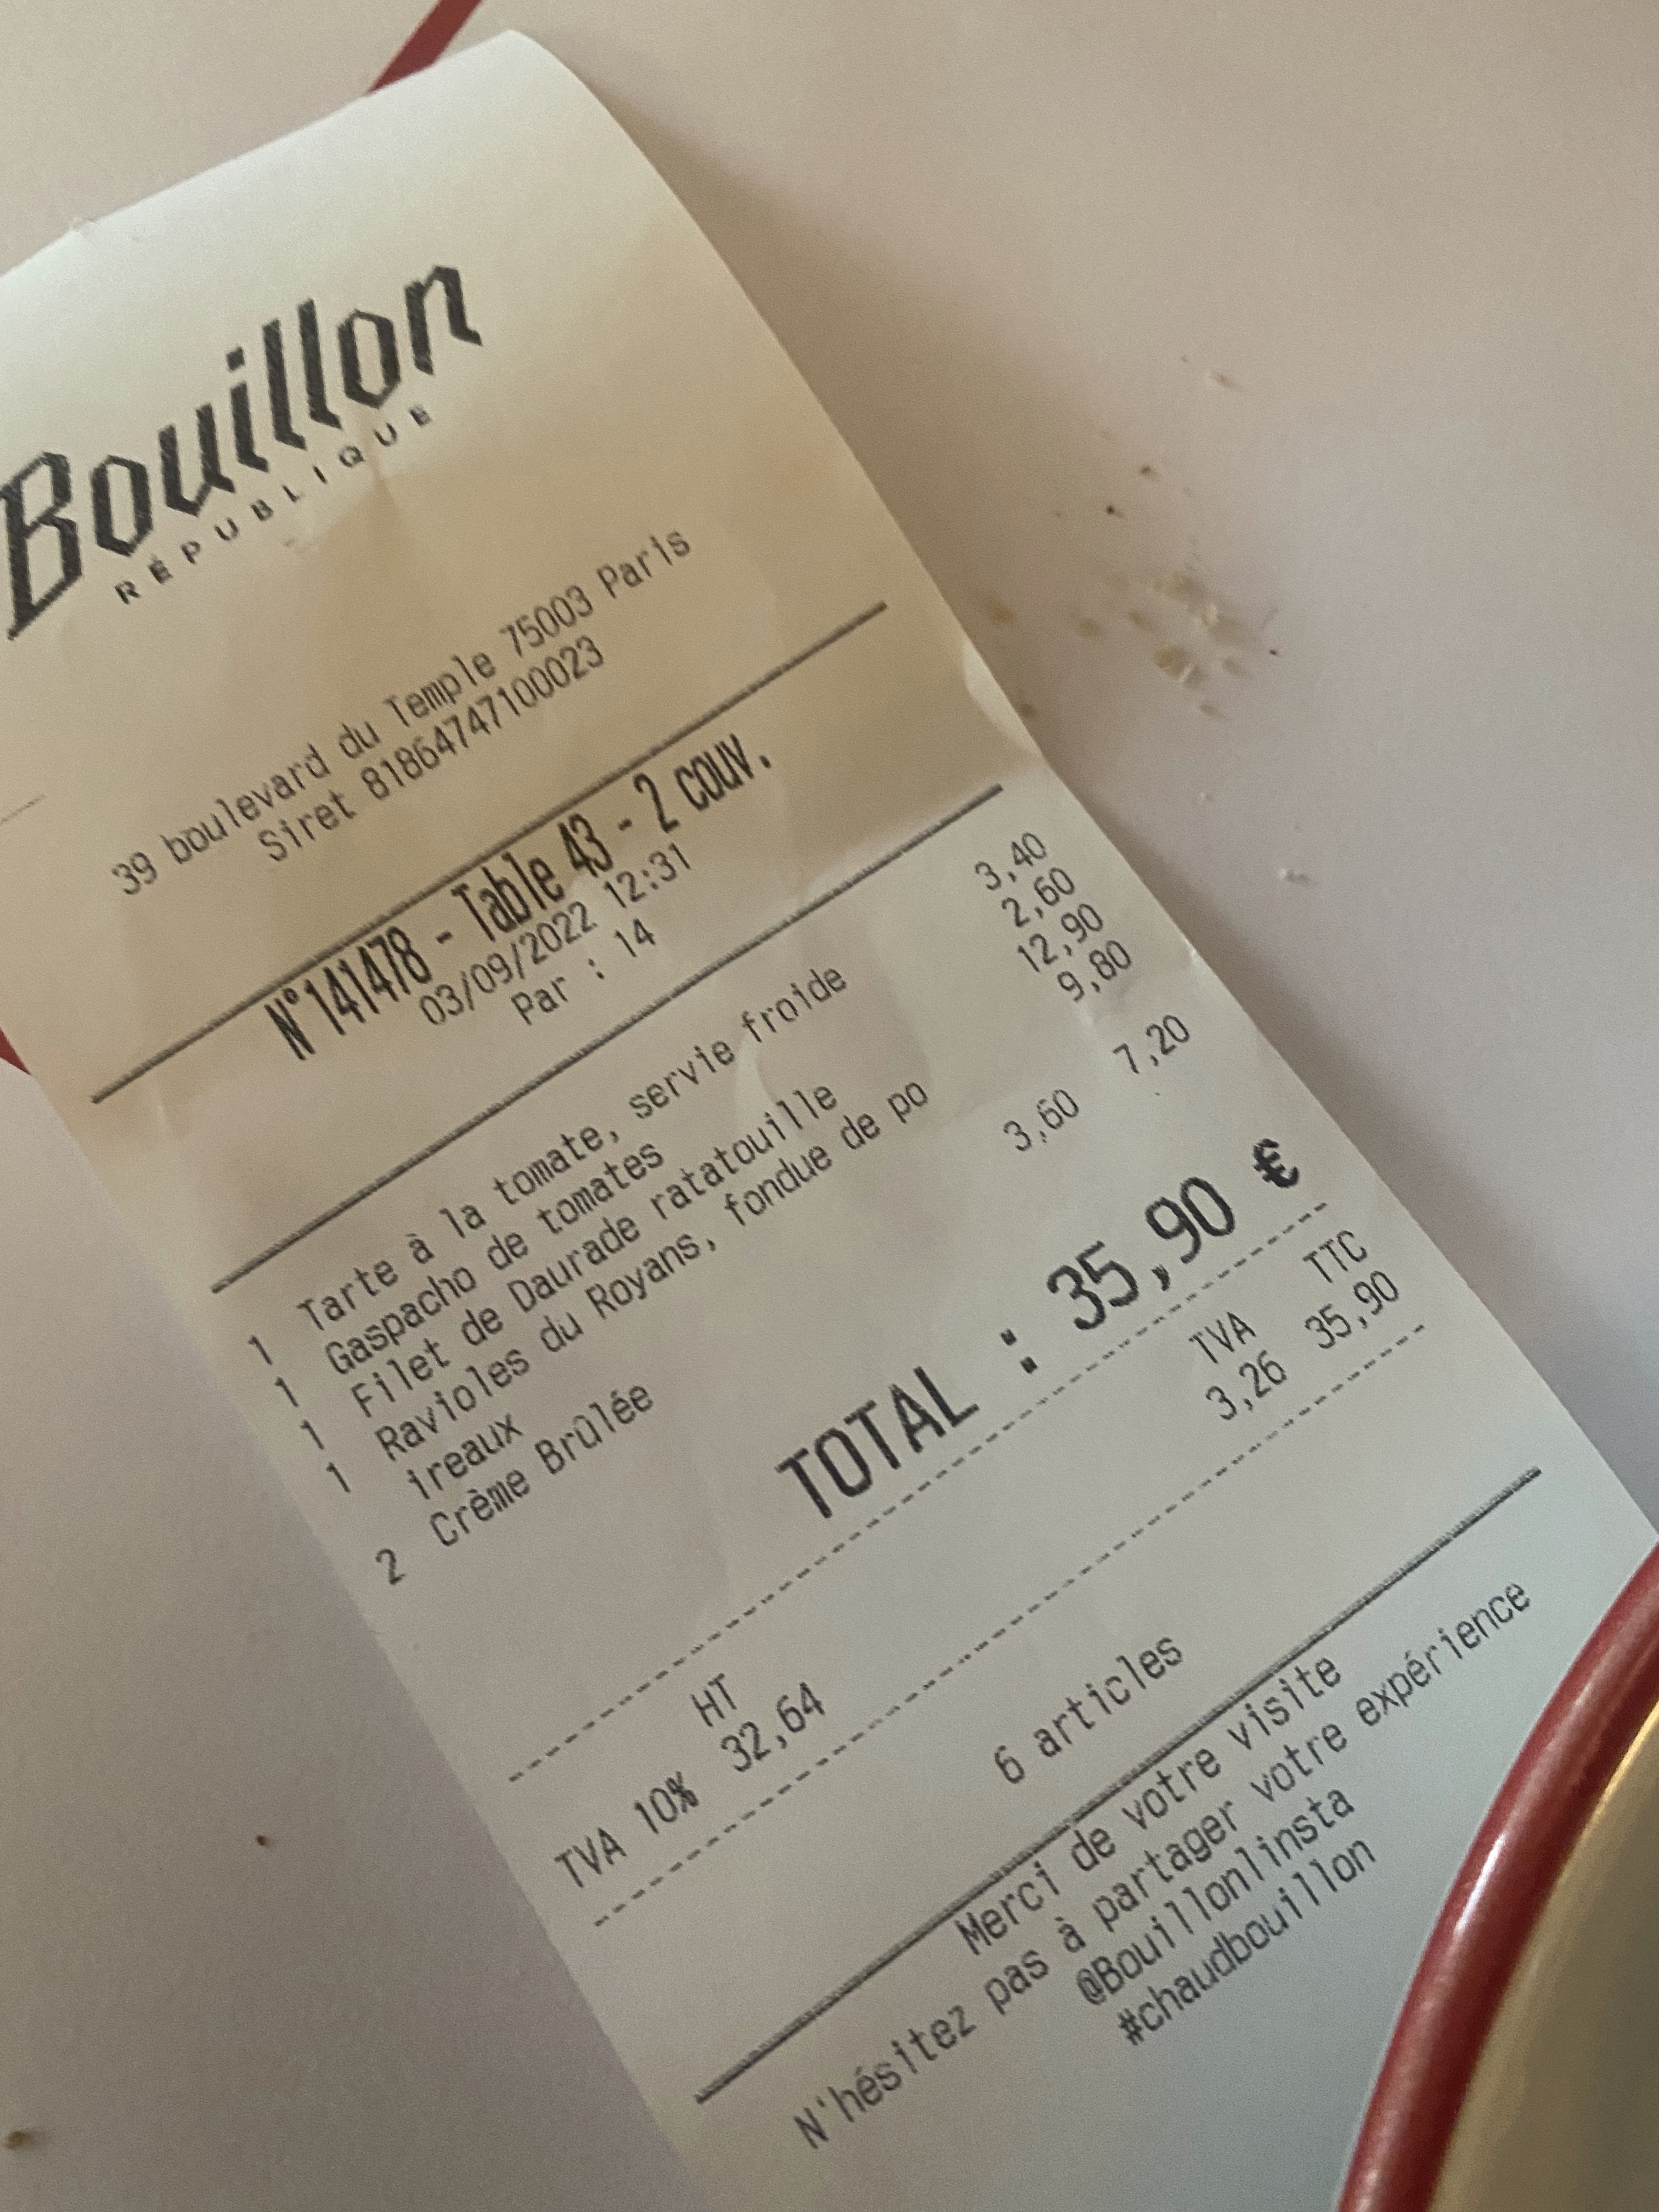 Bouillon
RÉPUBLIQUE
39 boulevard du Temple 75003 Paris
Siret 81864747100023
N°141478 - Table 43 - 2 couv.
03/09/2022 12:31
Par : 14
1 Tarte à la tomate, servie froide 3,40
1 Gaspacho de tomates 2,60
1 Filet de Daurade ratatouille 12,90
1 Ravioles du Royans, fondue de po 9,80
ireaux
2 Crème Brûlée 3,60 7,20
TOTAL : 35,90 €
HT TVA TTC
TVA 10% 32,64 3,26 35,90
6 articles
Merci de votre visite
N'hésitez pas à partager votre expérience
@Bouillonlinsta
#chaudbouillon